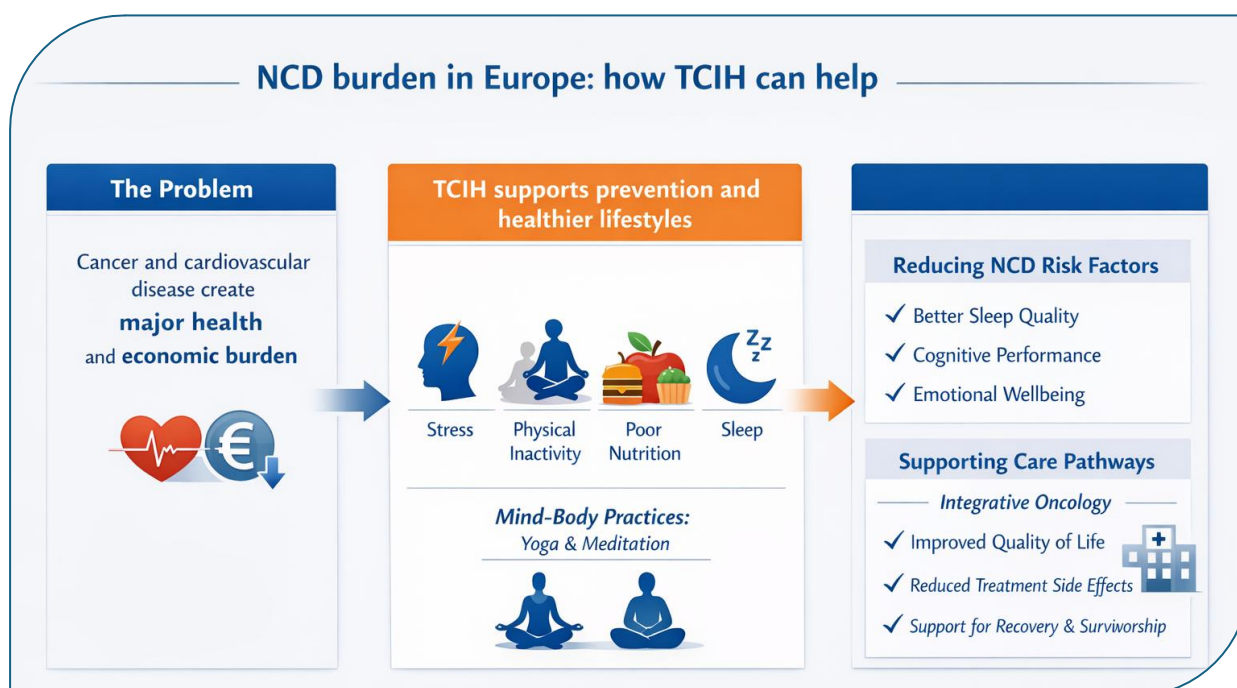 NCD burden in Europe: how TCIH can help
The Problem
Cancer and cardiovascular
disease create
major health
and economic burden
€
TCIH supports prevention and
healthier lifestyles
ZZz
Stress
Physical
Inactivity
Poor
Nutrition
Sleep
Mind-Body Practices:
Yoga & Meditation
Reducing NCD Risk Factors
✓ Better Sleep Quality
✓ Cognitive Performance
✓ Emotional Wellbeing
Supporting Care Pathways
Integrative Oncology
✓ Improved Quality of Life
✓ Reduced Treatment Side Effects
✓ Support for Recovery & Surviworship